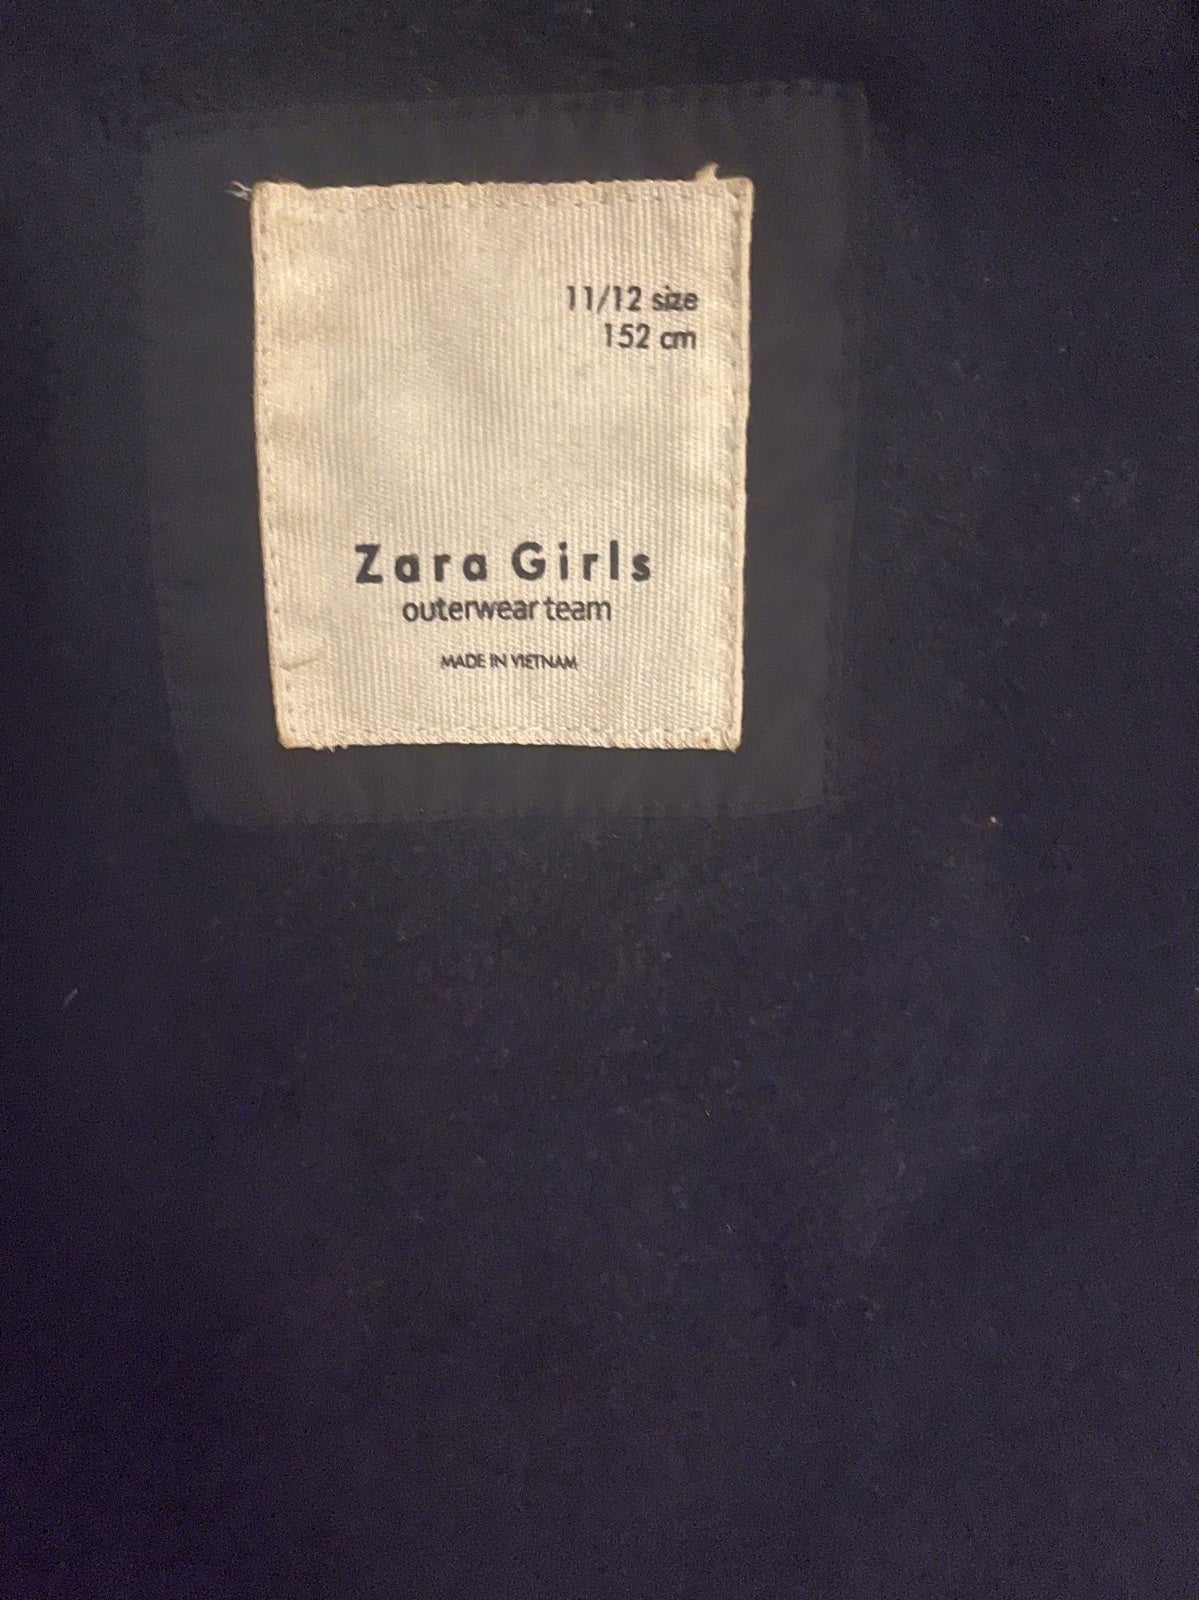 11/12 size
152 cm
Zara Girls
outerwear team
MADE IN VIETNAM